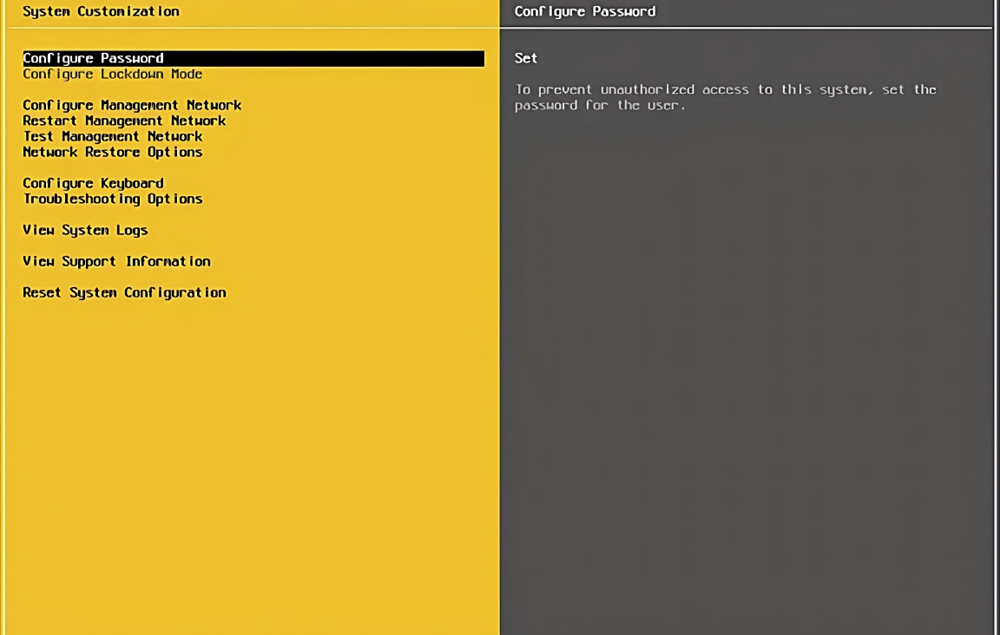 System Customization
Configure Password
Configure Password
Configure Lockdown Mode
Configure Management Network
Restart Management Network
Test Management Network
Network Restore Options
Configure Keyboard
Troubleshooting Options
View System Logs
View Support Information
Reset System Configuration
Set
To prevent unauthorized access to this system, set the
password for the user.